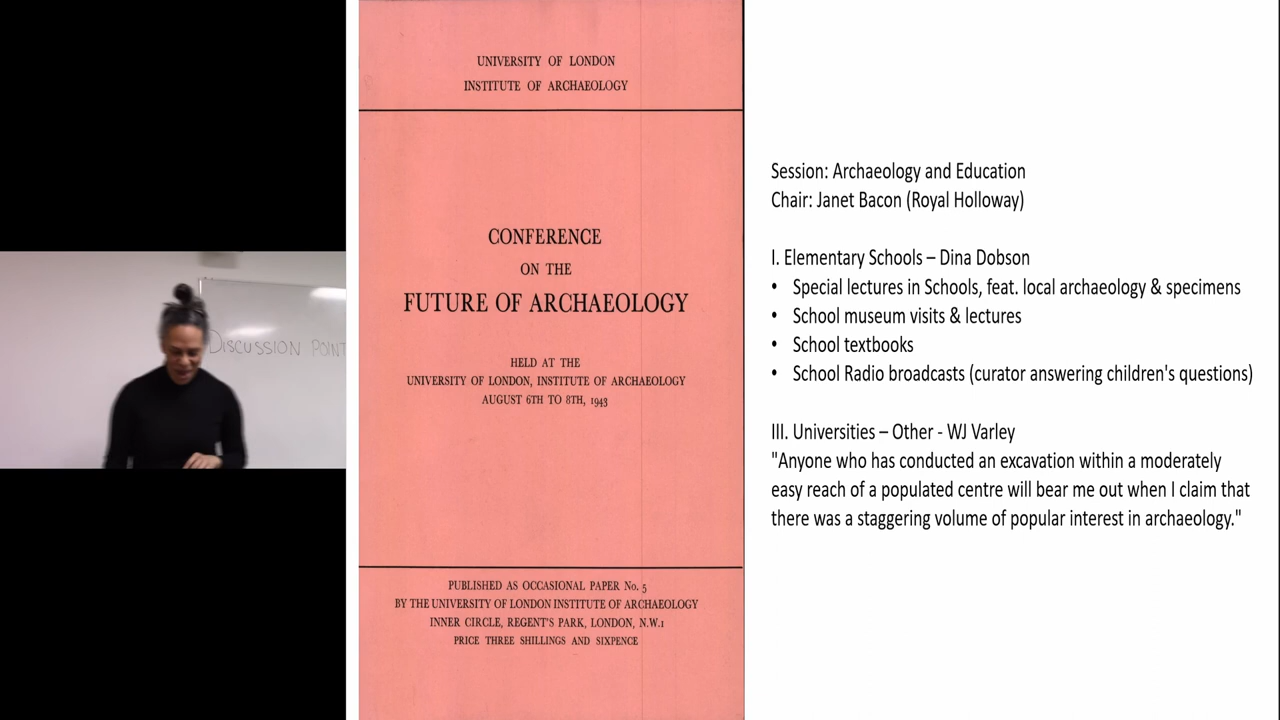 DISCUSSION POINT
UNIVERSITY OF LONDON
INSTITUTE OF ARCHAEOLOGY
CONFERENCE
ON THE
FUTURE OF ARCHAEOLOGY
HELD AT THE
UNIVERSITY OF LONDON, INSTITUTE OF ARCHAEOLOGY
AUGUST 6TH TO 8TH, 1943
PUBLISHED AS OCCASIONAL PAPER No. 5
BY THE UNIVERSITY OF LONDON INSTITUTE OF ARCHAEOLOGY
INNER CIRCLE, REGENT'S PARK, LONDON, N.W.1
PRICE THREE SHILLINGS AND SIXPENCE
Session: Archaeology and Education
Chair: Janet Bacon (Royal Holloway)
I. Elementary Schools – Dina Dobson
• Special lectures in Schools, feat. local archaeology & specimens
• School museum visits & lectures
• School textbooks
• School Radio broadcasts (curator answering children's questions)
III. Universities – Other - WJ Varley
"Anyone who has conducted an excavation within a moderately
easy reach of a populated centre will bear me out when I claim that
there was a staggering volume of popular interest in archaeology."